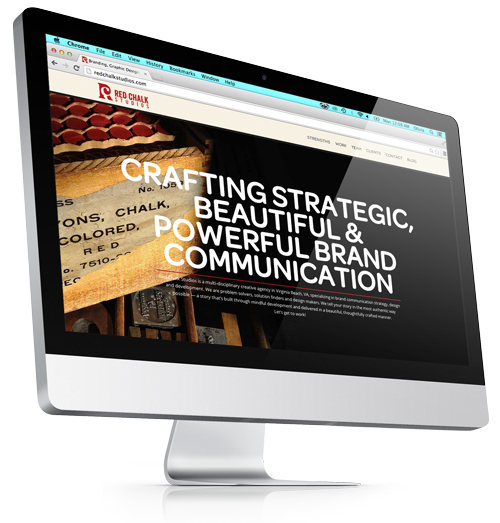 Chrome File Edit View History Bookmarks Window Help
Branding, Graphic Design
redchalkstudios.com
RED CHALK
STUDIOS
STRENGTHS WORK TEAM CLIENTS CONTACT BLOG
CRAFTING STRATEGIC,
BEAUTIFUL &
POWERFUL BRAND
COMMUNICATION
Studios is a multi-disciplinary creative agency in Virginia Beach, VA, specializing in brand communication strategy, design
and development. We are problem solvers, solution finders and design makers. We tell your story in the most authentic way
possible — a story that's built through mindful development and delivered in a beautiful, thoughtfully crafted manner.
Let's get to work!
No. 105
YONS, CHALK,
COLORED,
RED
No. 7510-